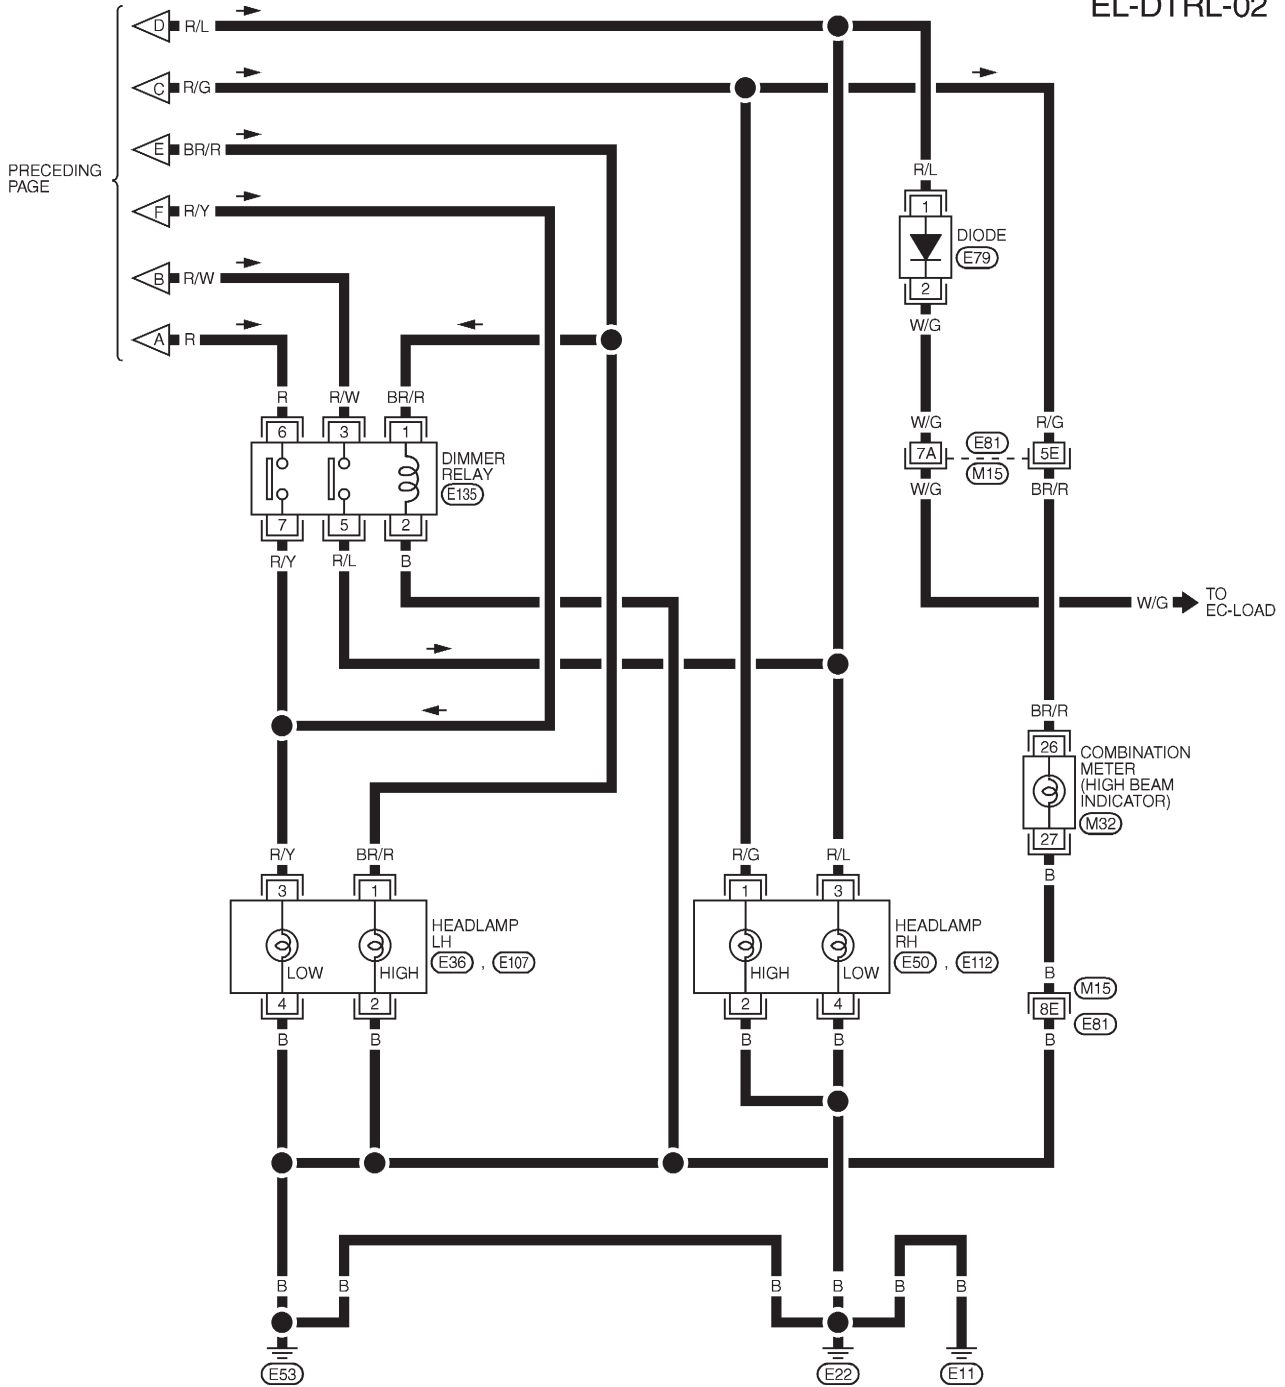 EL-DTRL-02
D R/L
C R/G
E BR/R
PRECEDING
PAGE
F R/Y
B R/W
A R
R/L
1
DIODE
E79
2
W/G
R R/W BR/R
6 3 1
DIMMER
RELAY
E135
7 5 2
R/Y R/L B
W/G R/G
7A E81 5E
M15
W/G BR/R
W/G TO
EC-LOAD
BR/R
26
COMBINATION
METER
(HIGH BEAM
INDICATOR)
M32
27
B
R/Y BR/R R/G R/L
3 1 1 3
HEADLAMP
LH
E36 , E107
LOW HIGH
4 2
B B
HEADLAMP
RH
E50 , E112
HIGH LOW
2 4
B B
B
M15
8E
E81
B
B B B B B B
E53 E22 E11